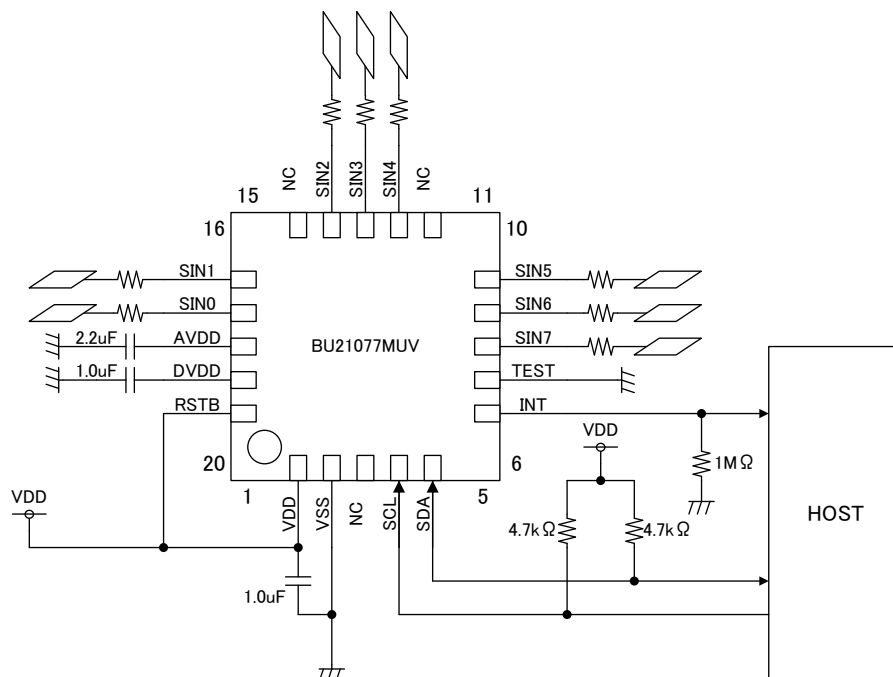 NC
SIN2
SIN3
SIN4
NC
15
11
16
10
SIN1
SIN5
SIN0
SIN6
2.2uF
AVDD
BU21077MUV
SIN7
1.0uF
DVDD
TEST
RSTB
INT
VDD
1MΩ
20
6
1
5
VDD
VDD
VSS
NC
SCL
SDA
4.7kΩ
4.7kΩ
HOST
1.0uF